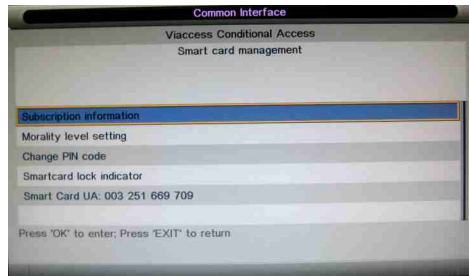 Common Interface
Viaccess Conditional Access
Smart card management
Subscription information
Morality level setting
Change PIN code
Smartcard lock indicator
Smart Card UA: 003 251 669 709
Press 'OK' to enter; Press 'EXIT' to return